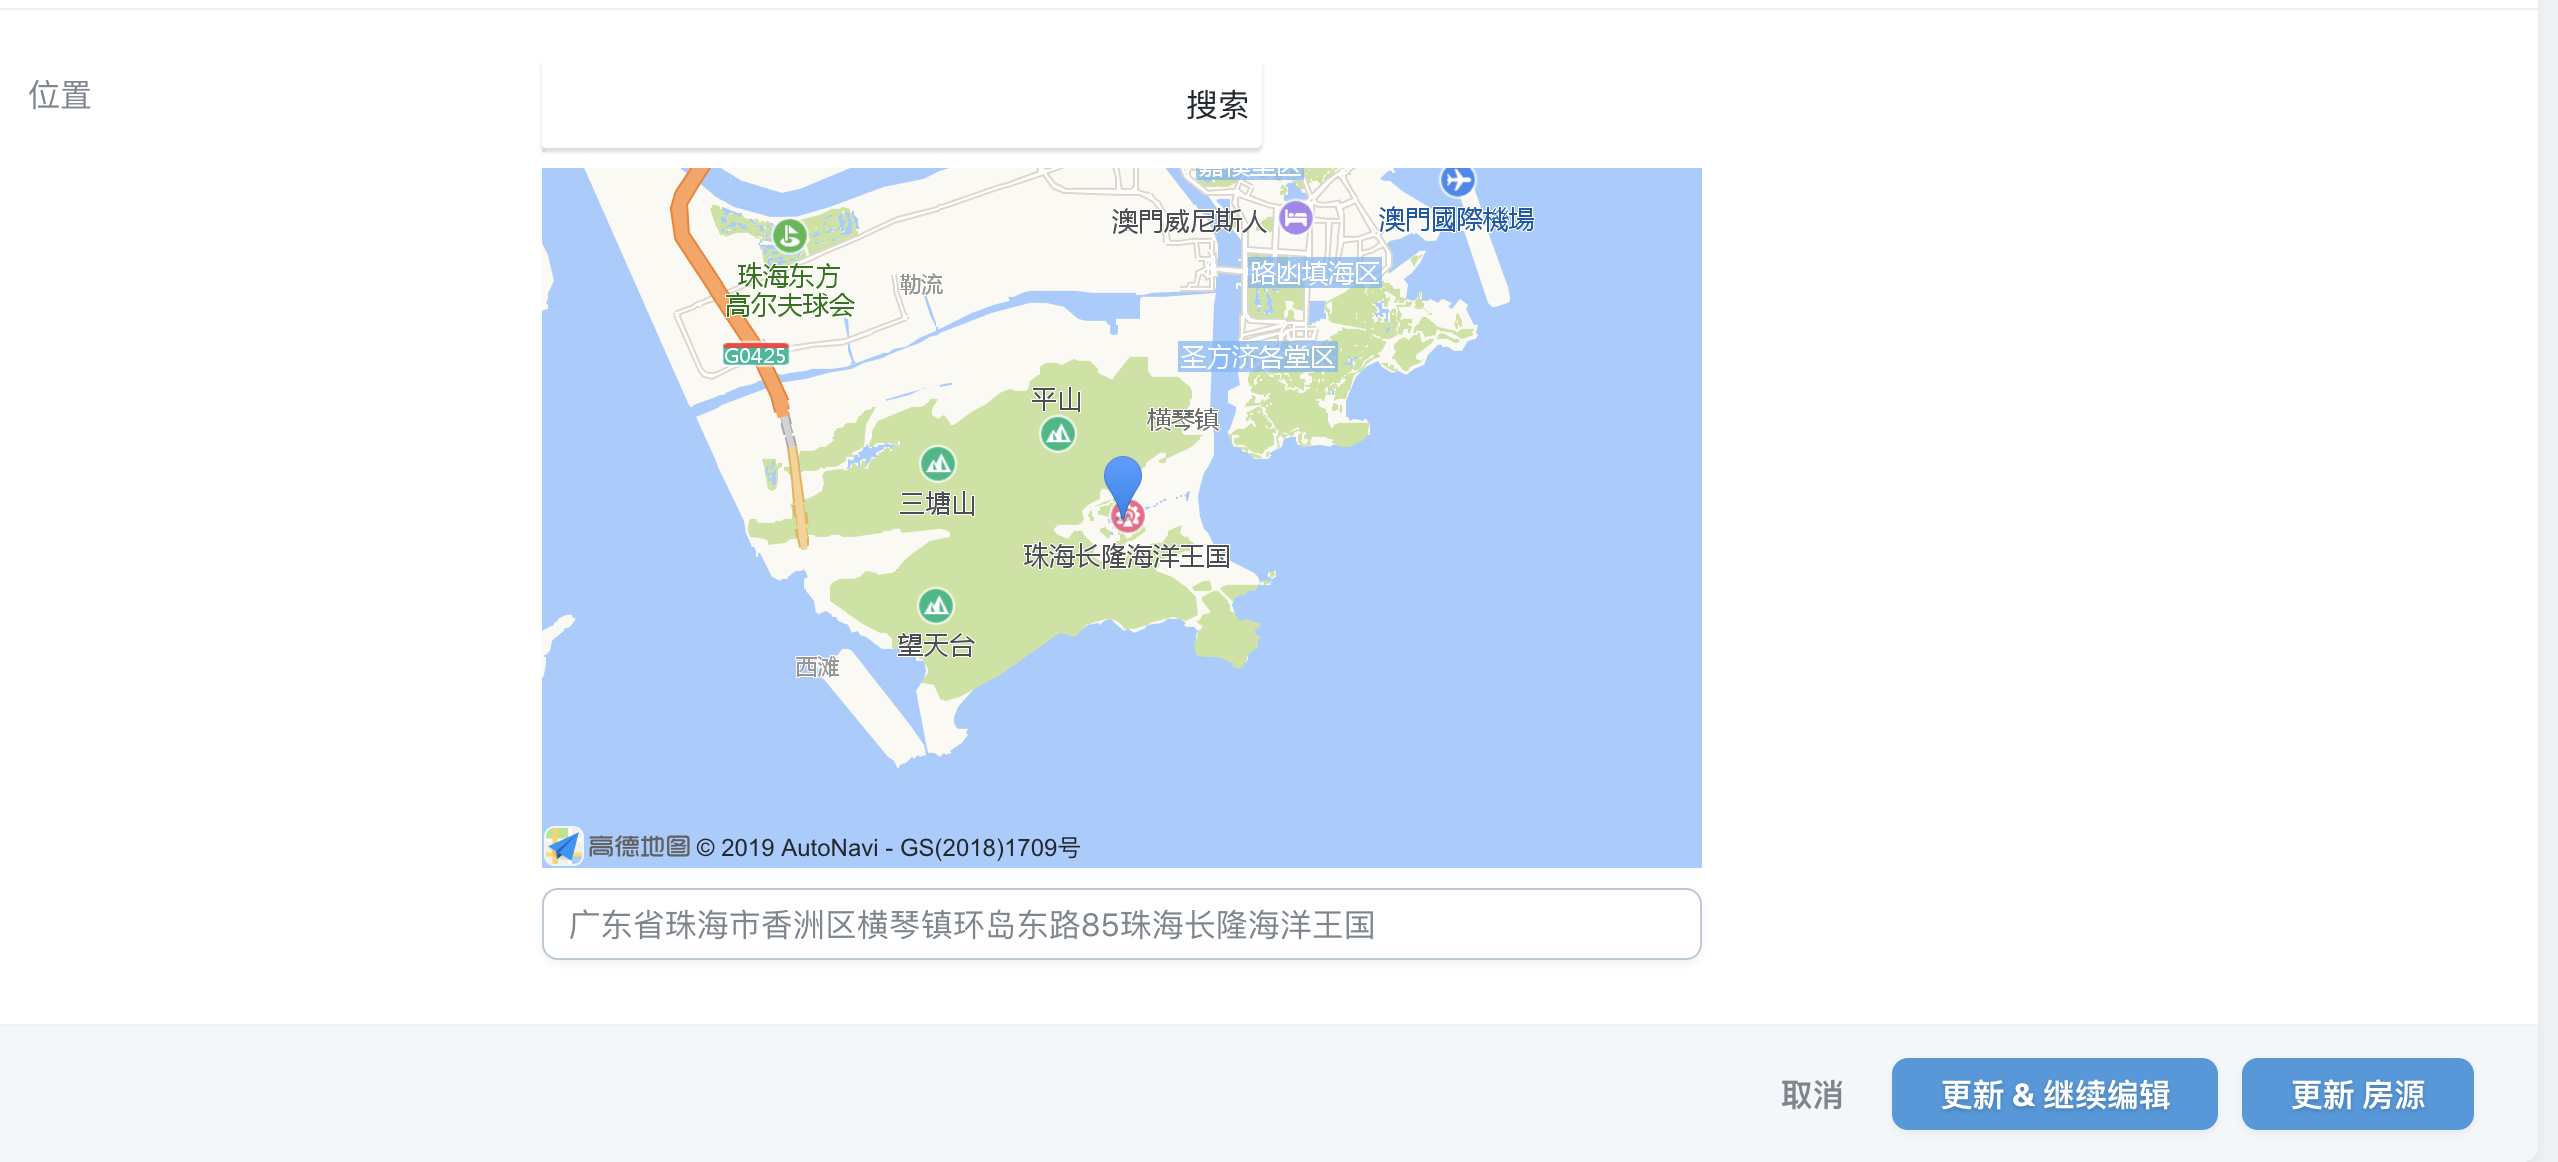 位置
搜索
嘉模堂区
澳門威尼斯人
澳門國際機場
珠海东方
高尔夫球会
勒流
路凼填海区
G0425
圣方济各堂区
平山
横琴镇
三塘山
珠海长隆海洋王国
望天台
西滩
高德地图 © 2019 AutoNavi - GS(2018)1709号
广东省珠海市香洲区横琴镇环岛东路85珠海长隆海洋王国
取消
更新 & 继续编辑
更新 房源